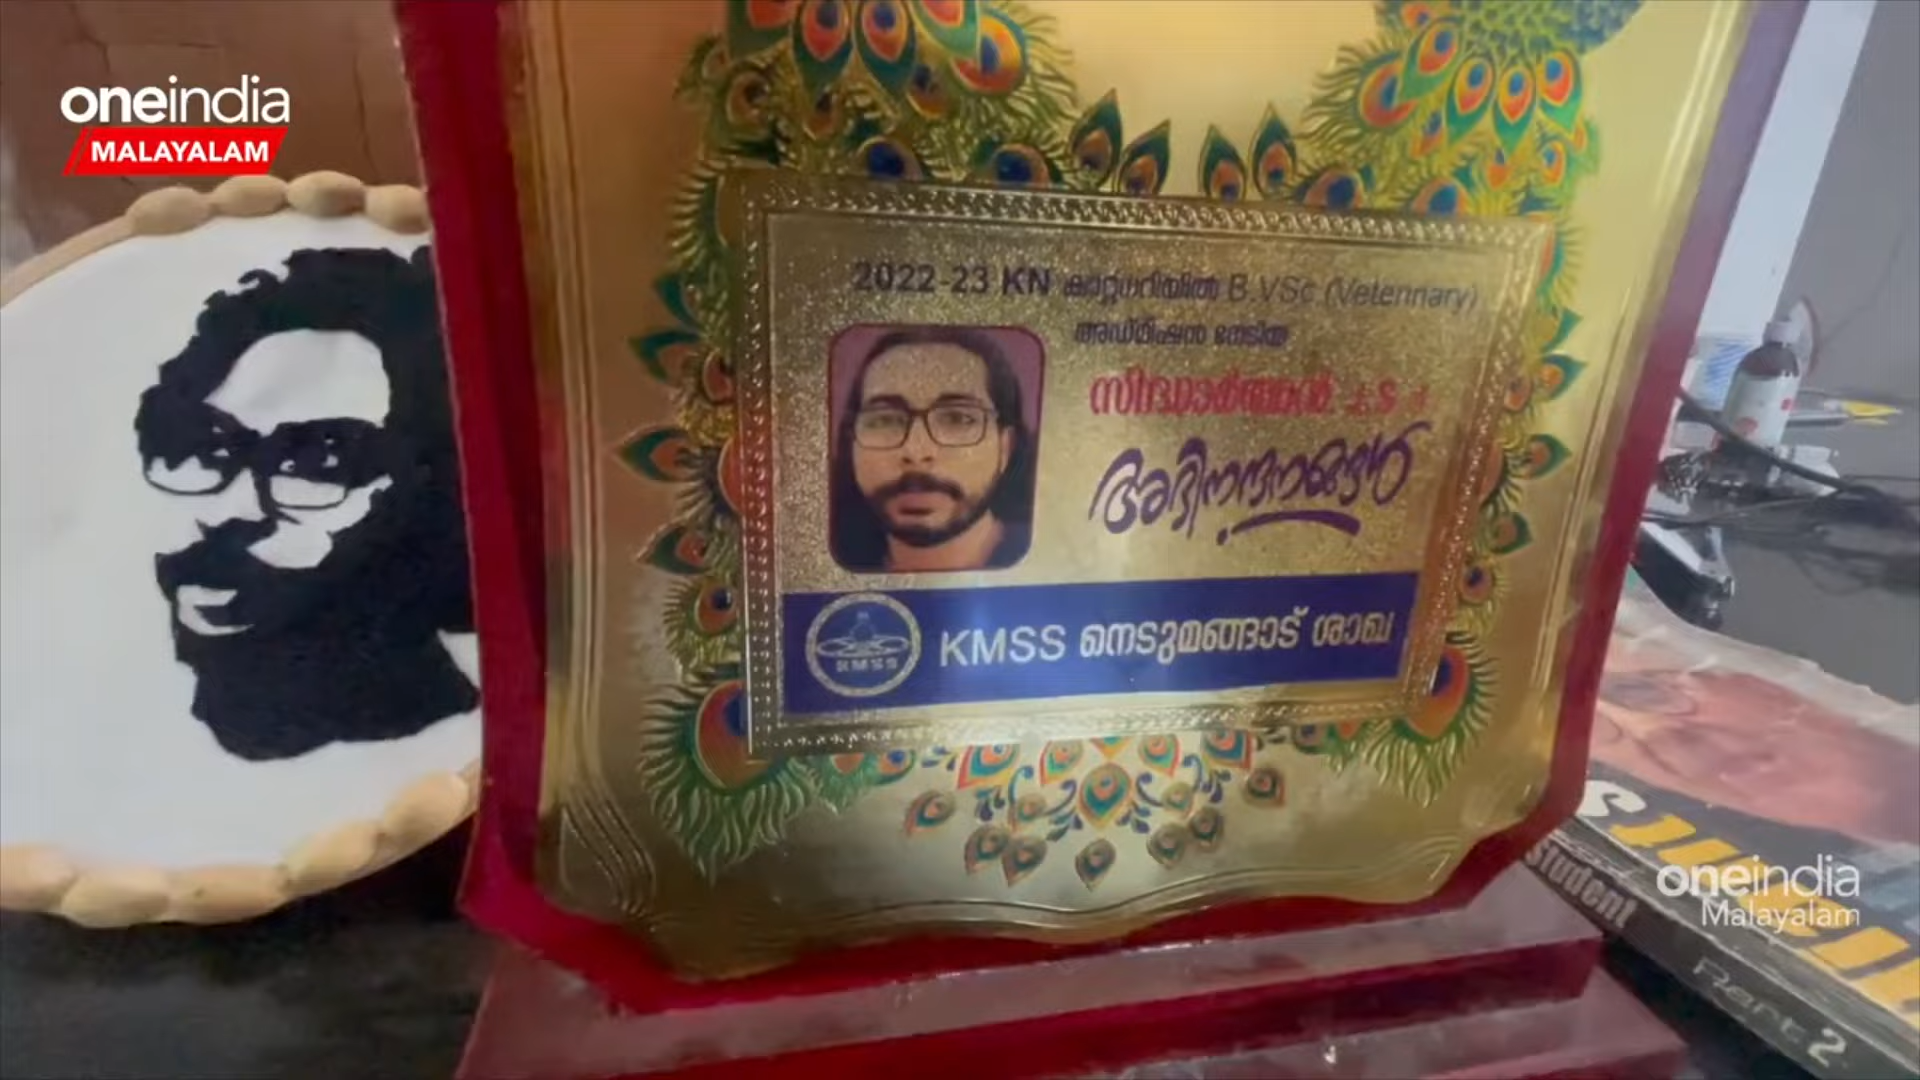 oneindia
MALAYALAM
2022-23 KN കാറ്റഗറിയിൽ B.VSc (Veterinary)
അഡ്മിഷൻ നേടിയ
സിദ്ധാർത്ഥൻ J S
അഭിനന്ദനങ്ങൾ
KMSS
KMSS നെടുമങ്ങാട് ശാഖ
Student
Part 2
oneindia
Malayalam